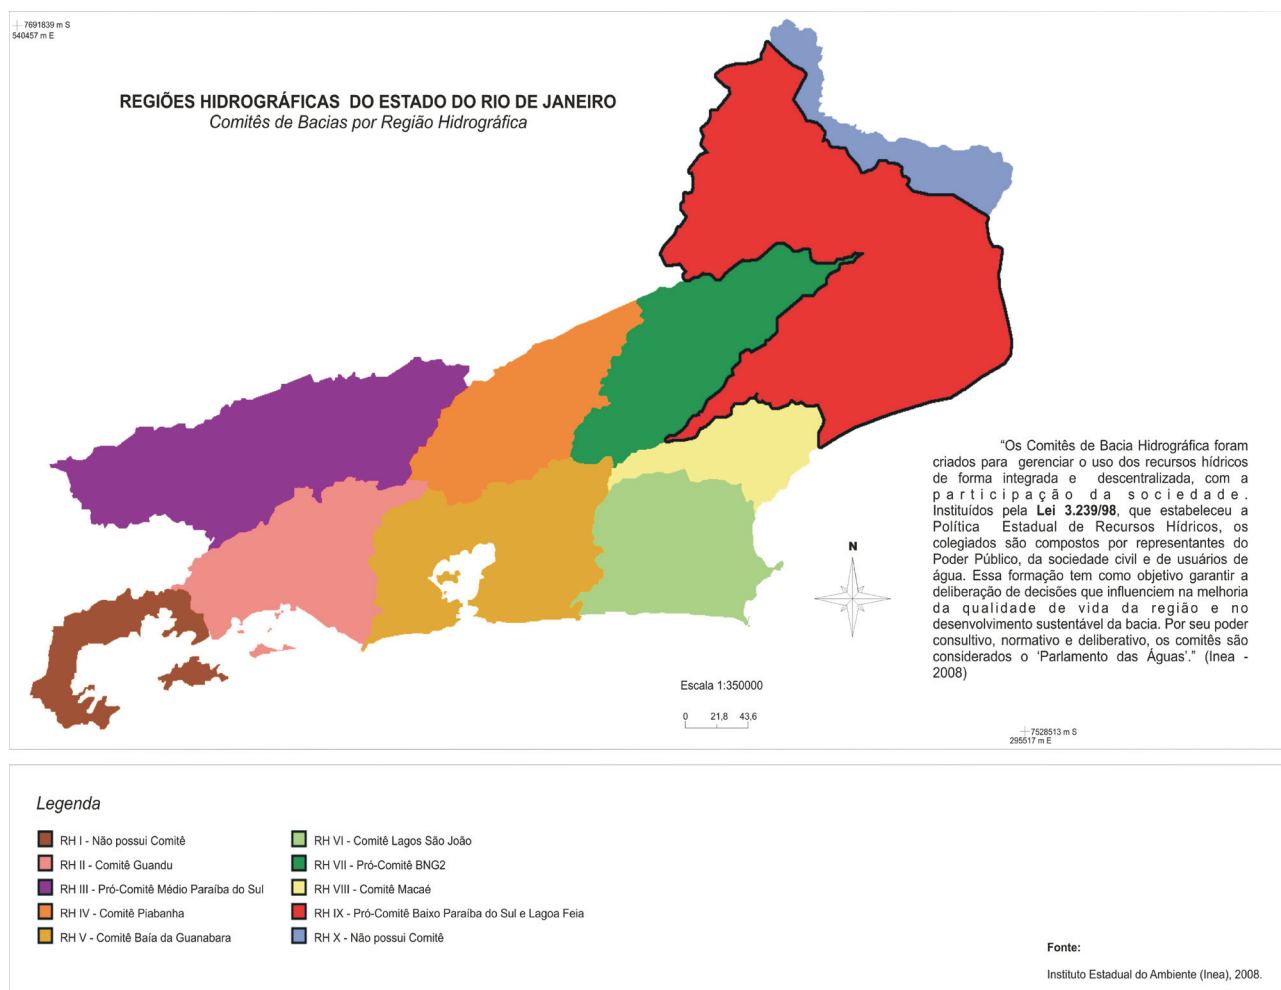 7691839 m S
540457 m E
REGIÕES HIDROGRÁFICAS DO ESTADO DO RIO DE JANEIRO
Comitês de Bacias por Região Hidrográfica
"Os Comitês de Bacia Hidrográfica foram
criados para gerenciar o uso dos recursos hídricos
de forma integrada e descentralizada, com a
participação da sociedade.
Instituídos pela Lei 3.239/98, que estabeleceu a
Política Estadual de Recursos Hídricos, os
colegiados são compostos por representantes do
Poder Público, da sociedade civil e de usuários de
água. Essa formação tem como objetivo garantir a
deliberação de decisões que influenciem na melhoria
da qualidade de vida da região e no
desenvolvimento sustentável da bacia. Por seu poder
consultivo, normativo e deliberativo, os comitês são
considerados o 'Parlamento das Águas'." (Inea -
2008)
N
Escala 1:350000
0 21,8 43,6
7528513 m S
295517 m E
Legenda
RH I - Não possui Comitê
RH II - Comitê Guandu
RH III - Pró-Comitê Médio Paraíba do Sul
RH IV - Comitê Piabanha
RH V - Comitê Baía da Guanabara
RH VI - Comitê Lagos São João
RH VII - Pró-Comitê BNG2
RH VIII - Comitê Macaé
RH IX - Pró-Comitê Baixo Paraíba do Sul e Lagoa Feia
RH X - Não possui Comitê
Fonte:
Instituto Estadual do Ambiente (Inea), 2008.